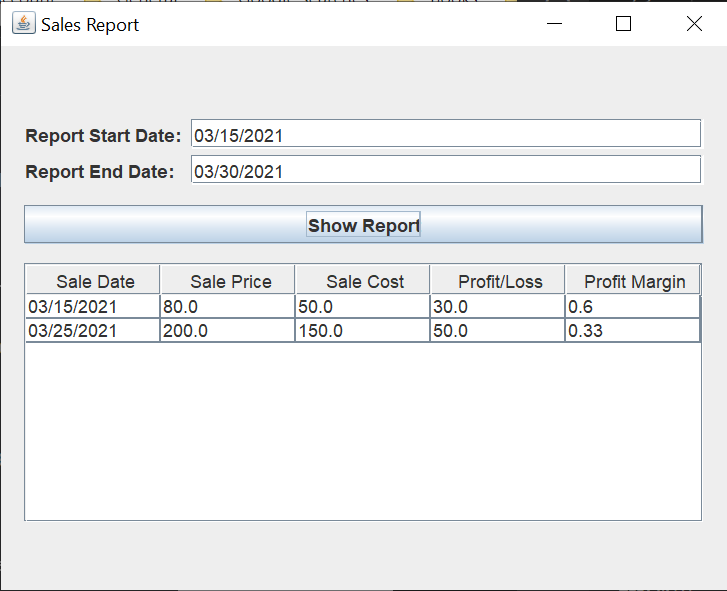 Sales Report
Report Start Date: 03/15/2021
Report End Date: 03/30/2021
Show Report
Sale Date Sale Price Sale Cost Profit/Loss Profit Margin
03/15/2021 80.0 50.0 30.0 0.6
03/25/2021 200.0 150.0 50.0 0.33